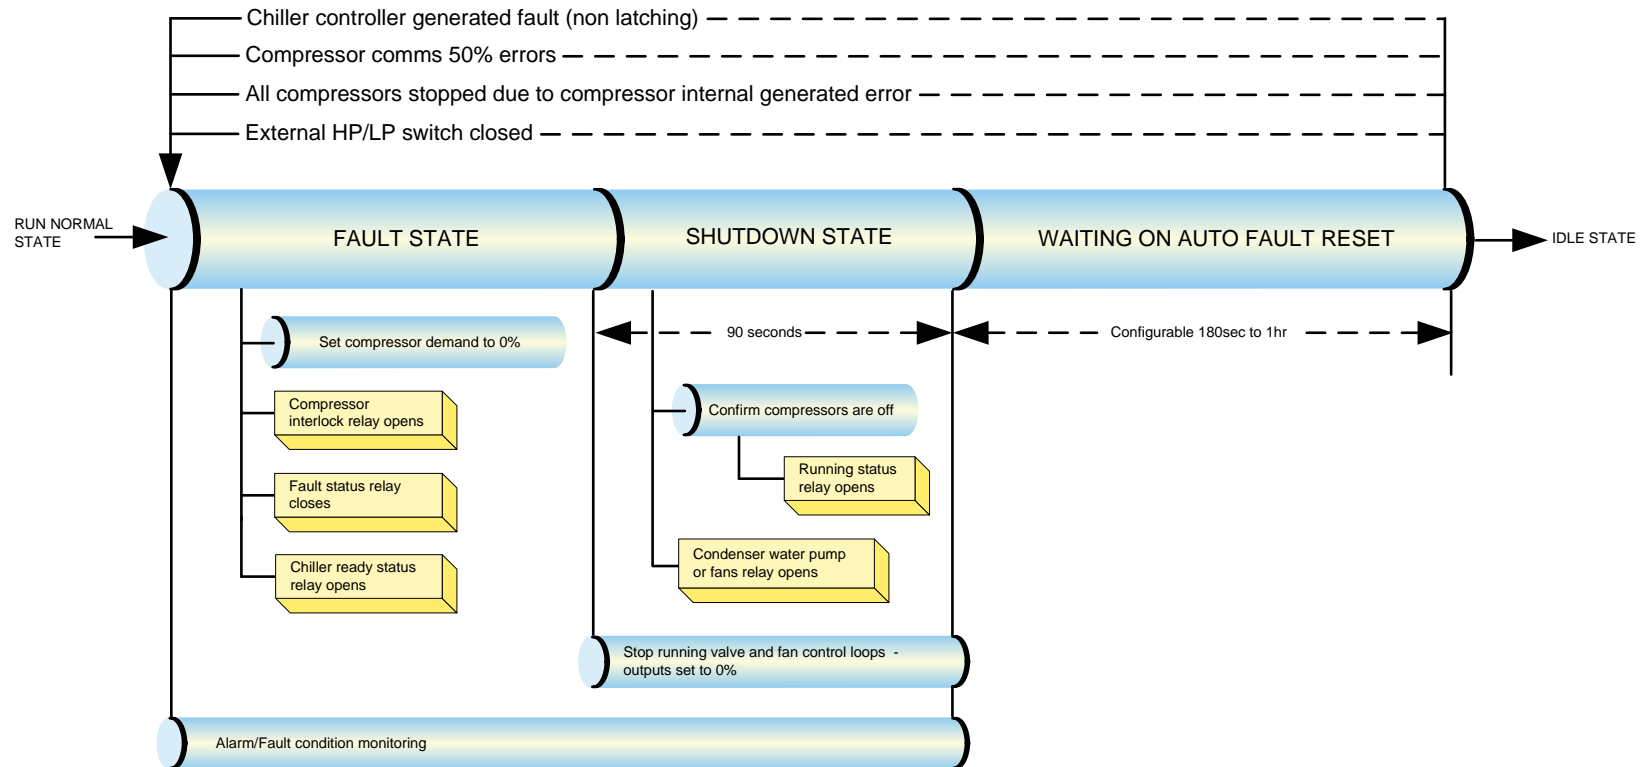 Chiller controller generated fault (non latching)
Compressor comms 50% errors
All compressors stopped due to compressor internal generated error
External HP/LP switch closed
RUN NORMAL
STATE
FAULT STATE
SHUTDOWN STATE
WAITING ON AUTO FAULT RESET
IDLE STATE
Set compressor demand to 0%
90 seconds
Configurable 180sec to 1hr
Compressor
interlock relay opens
Confirm compressors are off
Fault status relay
closes
Running status
relay opens
Chiller ready status
relay opens
Condenser water pump
or fans relay opens
Stop running valve and fan control loops -
outputs set to 0%
Alarm/Fault condition monitoring